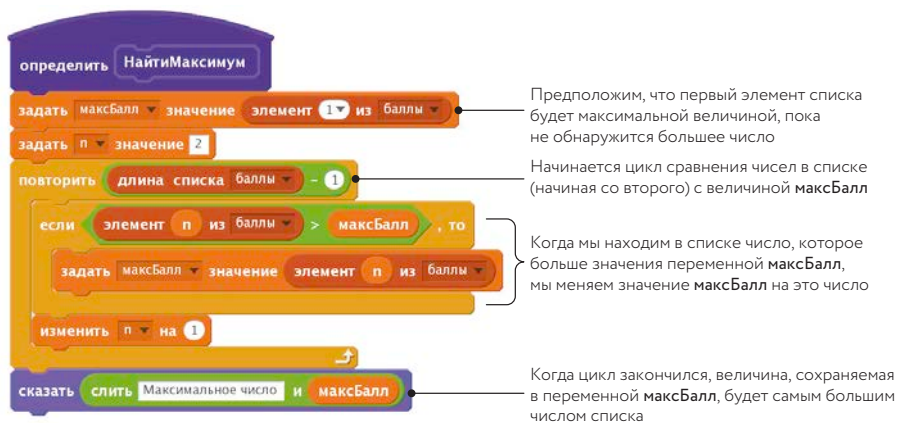 определить НайтиМаксимум
задать максБалл значение элемент 1 из баллы
Предположим, что первый элемент списка
будет максимальной величиной, пока
не обнаружится большее число
задать n значение 2
повторить длина списка баллы - 1
Начинается цикл сравнения чисел в списке
(начиная со второго) с величиной максБалл
если элемент n из баллы > максБалл , то
задать максБалл значение элемент n из баллы
Когда мы находим в списке число, которое
больше значения переменной максБалл,
мы меняем значение максБалл на это число
изменить n на 1
сказать слить Максимальное число и максБалл
Когда цикл закончился, величина, сохраняемая
в переменной максБалл, будет самым большим
числом списка